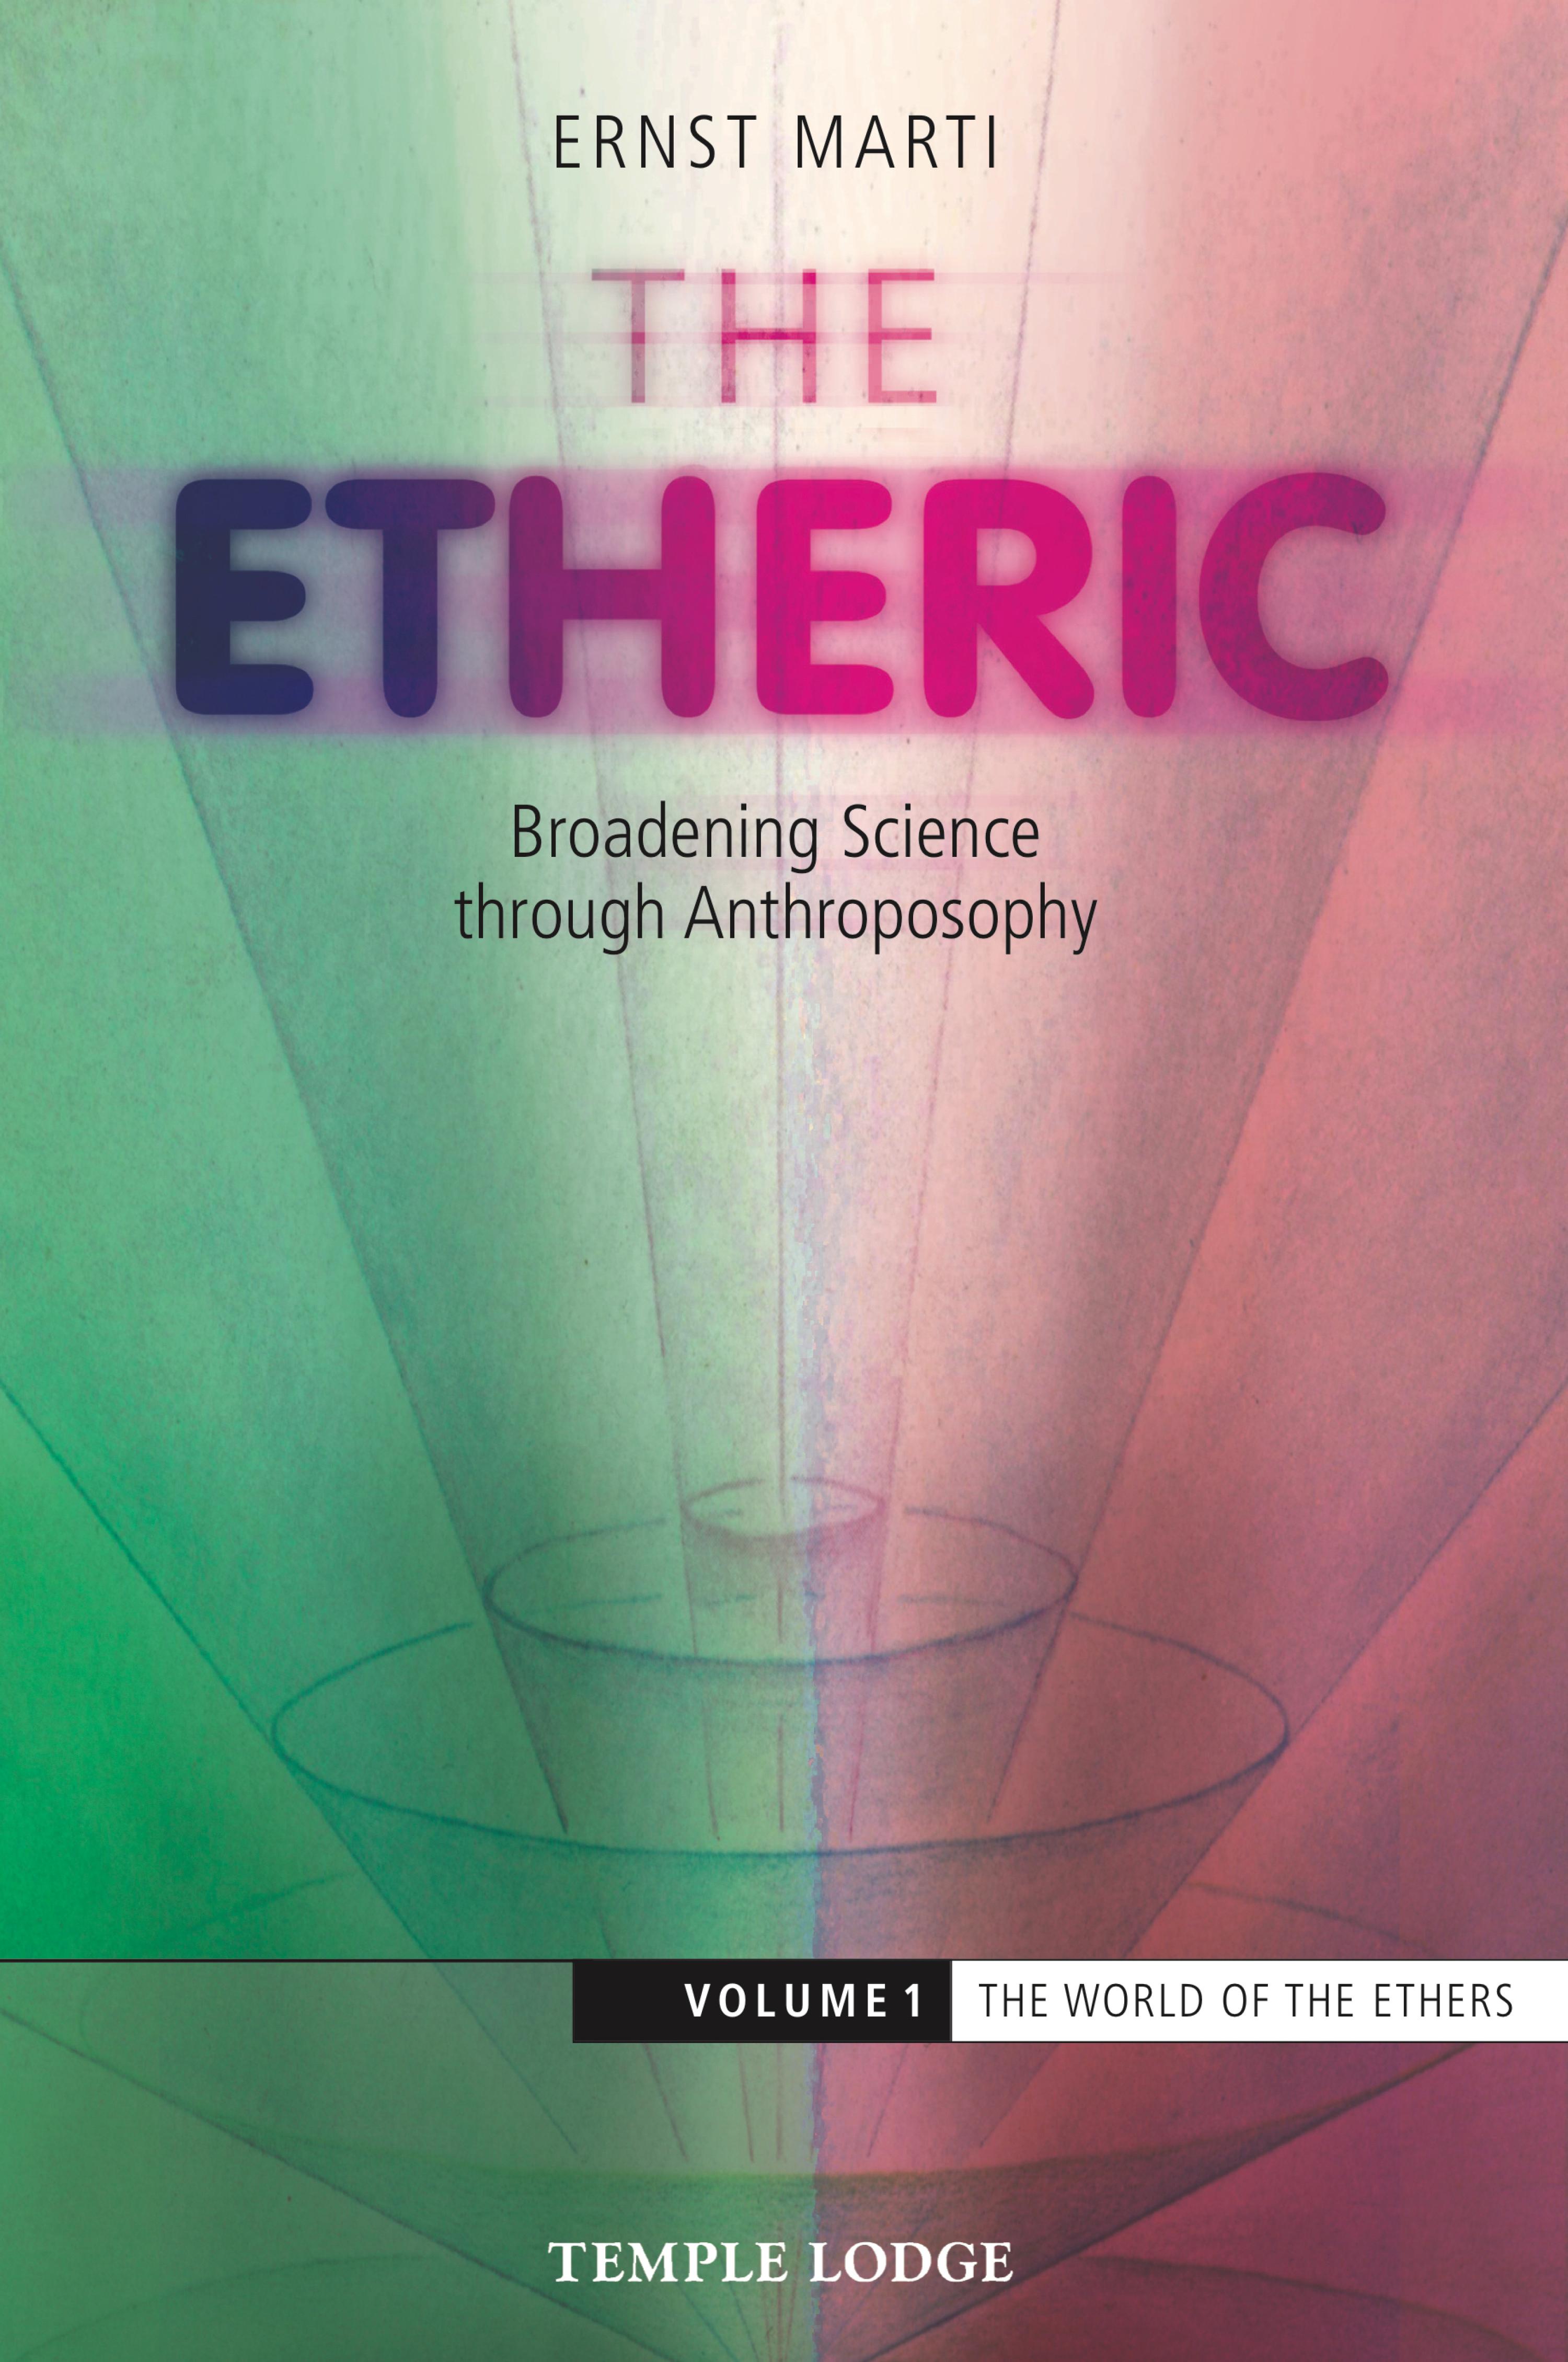 ERNST MARTI
THE
ETHERIC
Broadening Science
through Anthroposophy
VOLUME 1 THE WORLD OF THE ETHERS
TEMPLE LODGE